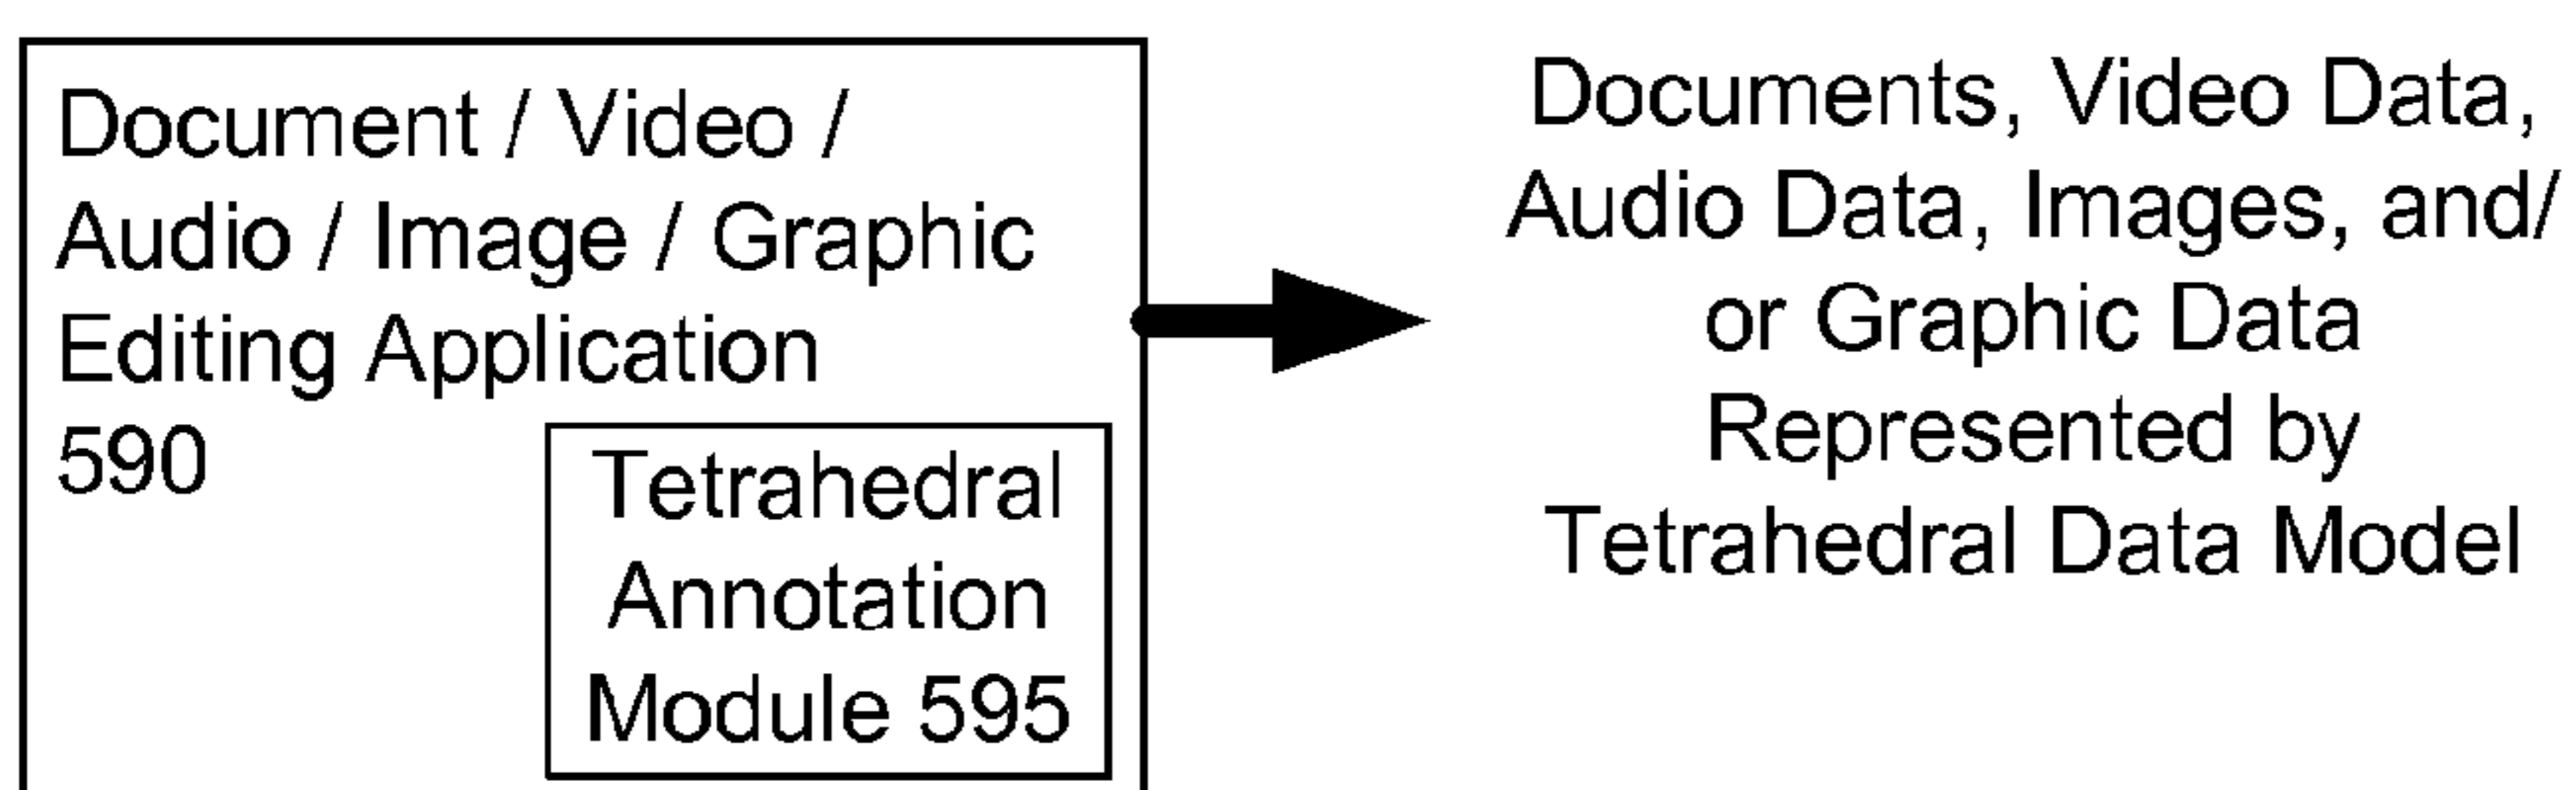 Document / Video /
Audio / Image / Graphic
Editing Application
590
Tetrahedral
Annotation
Module 595
Documents, Video Data,
Audio Data, Images, and/
or Graphic Data
Represented by
Tetrahedral Data Model